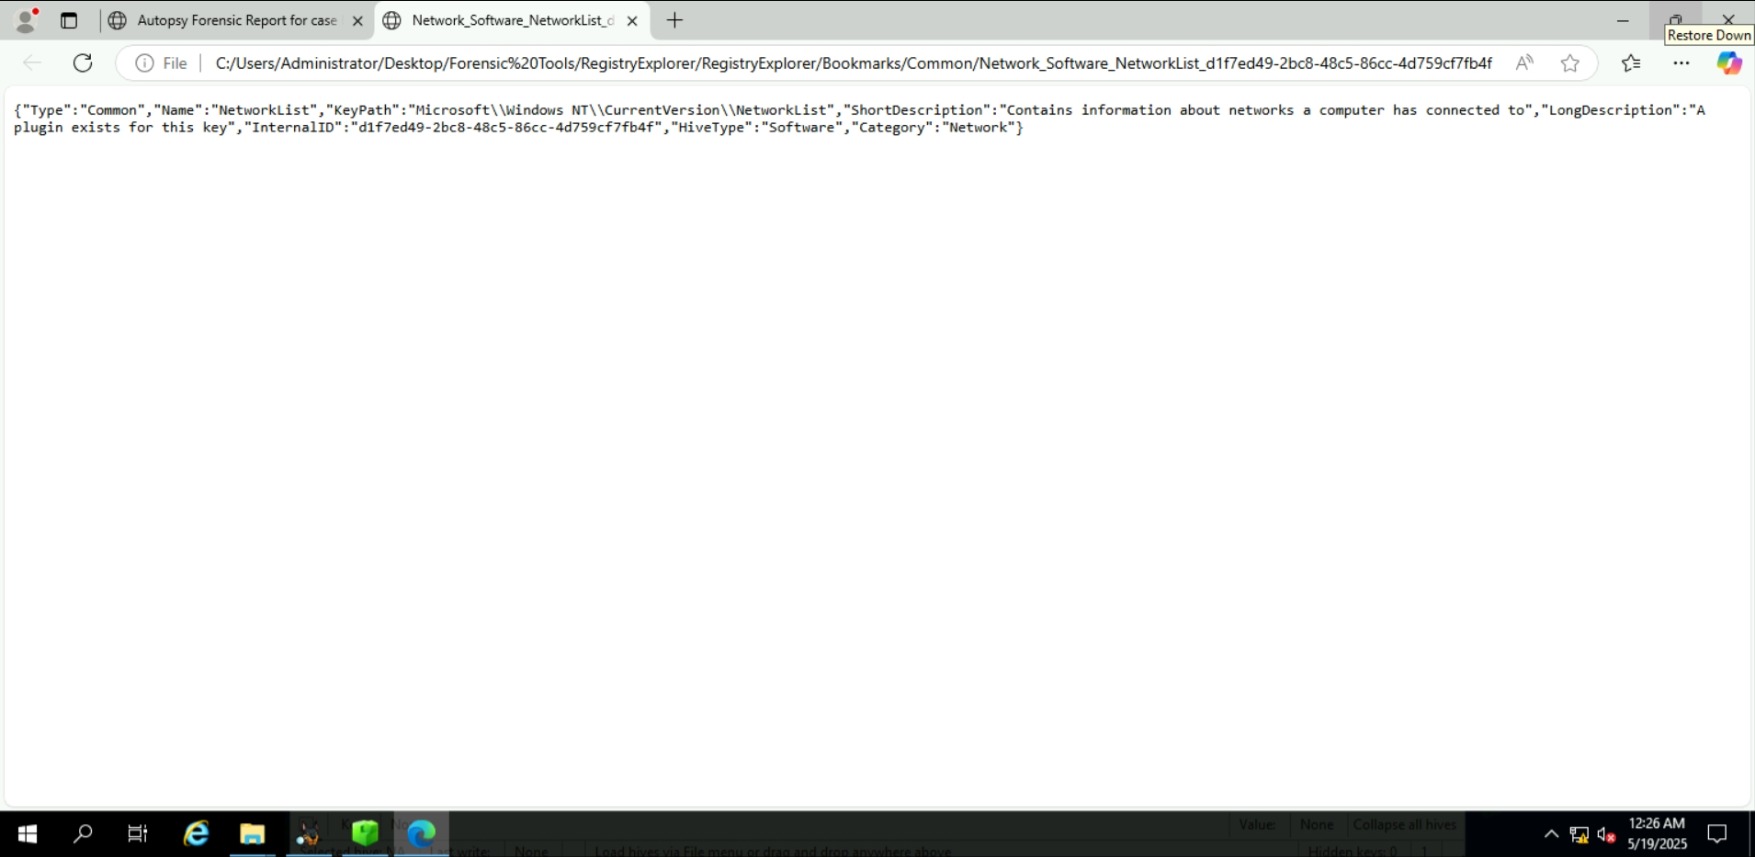 Autopsy Forensic Report for case
Network_Software_NetworkList_d
Restore Down
File
C:/Users/Administrator/Desktop/Forensic%20Tools/RegistryExplorer/RegistryExplorer/Bookmarks/Common/Network_Software_NetworkList_d1f7ed49-2bc8-48c5-86cc-4d759cf7fb4f
{"Type":"Common","Name":"NetworkList","KeyPath":"Microsoft\\Windows NT\\CurrentVersion\\NetworkList","ShortDescription":"Contains information about networks a computer has connected to","LongDescription":"A
plugin exists for this key","InternalID":"d1f7ed49-2bc8-48c5-86cc-4d759cf7fb4f","HiveType":"Software","Category":"Network"}
Value: None Collapse all hives
12:26 AM
Selected hive: write: None Load hives via File menu or drag and drop anywhere above Hidden keys: 0 1
5/19/2025